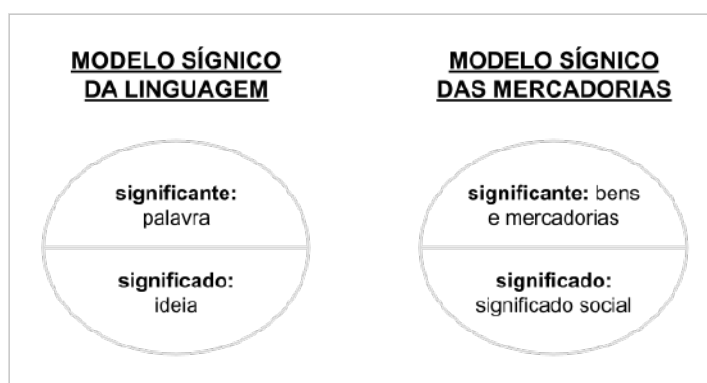 MODELO SÍGNICO
DA LINGUAGEM
significante:
palavra
significado:
ideia
MODELO SÍGNICO
DAS MERCADORIAS
significante: bens
e mercadorias
significado:
significado social